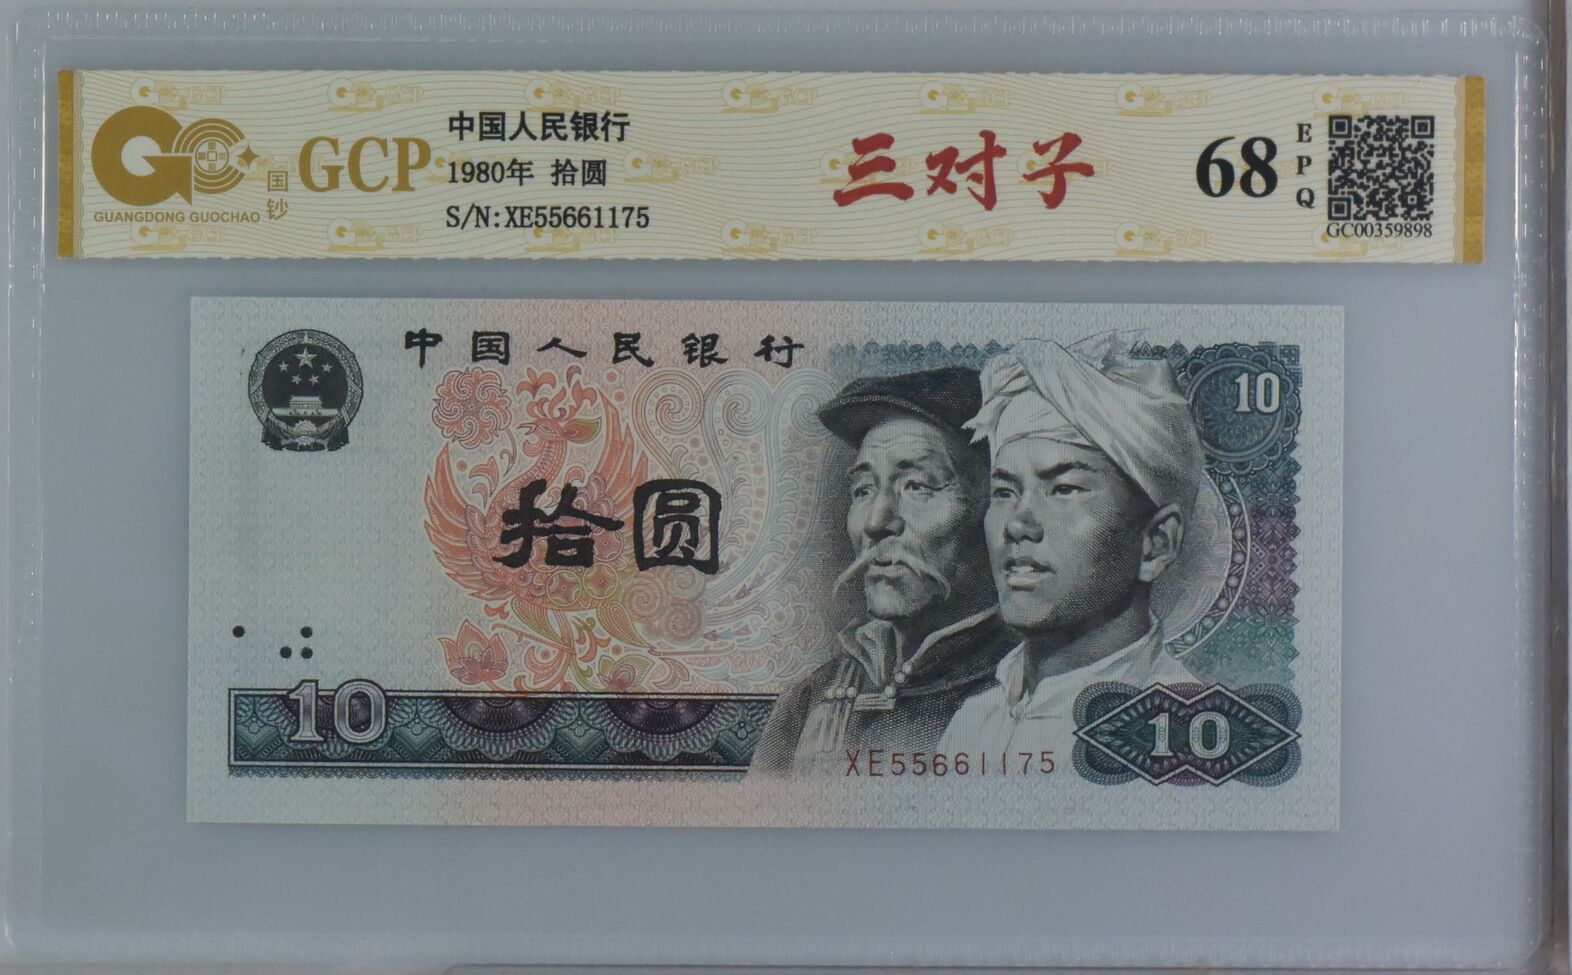 GCP
国钞
GUANGDONG GUOCHAO
中国人民银行
1980年 拾圆
S/N:XE55661175
三对子
68
EPQ
GC00359898
中国人民银行
10
拾圆
10
XE55661175
10